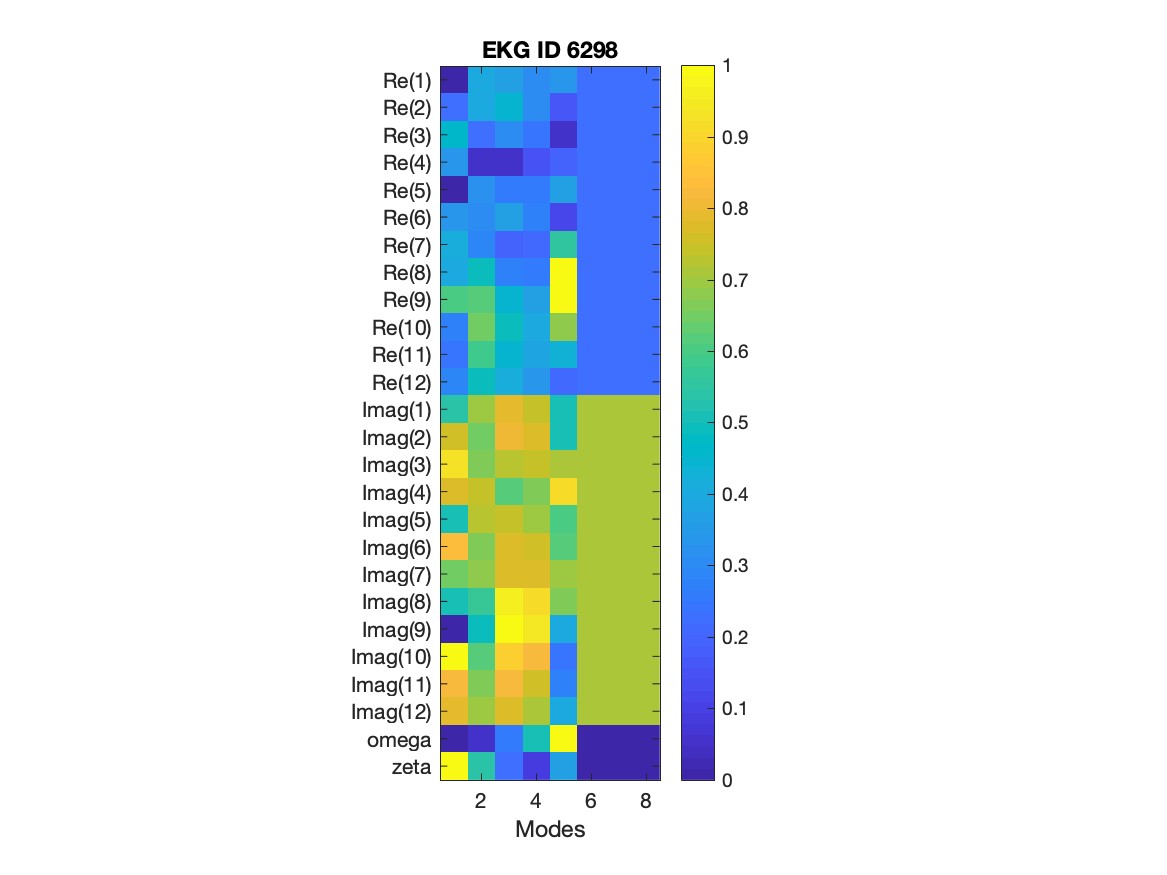 EKG ID 6298
Re(1)
Re(2)
Re(3)
Re(4)
Re(5)
Re(6)
Re(7)
Re(8)
Re(9)
Re(10)
Re(11)
Re(12)
Imag(1)
Imag(2)
Imag(3)
Imag(4)
Imag(5)
Imag(6)
Imag(7)
Imag(8)
Imag(9)
Imag(10)
Imag(11)
Imag(12)
omega
zeta
2 4 6 8
Modes
1
0.9
0.8
0.7
0.6
0.5
0.4
0.3
0.2
0.1
0